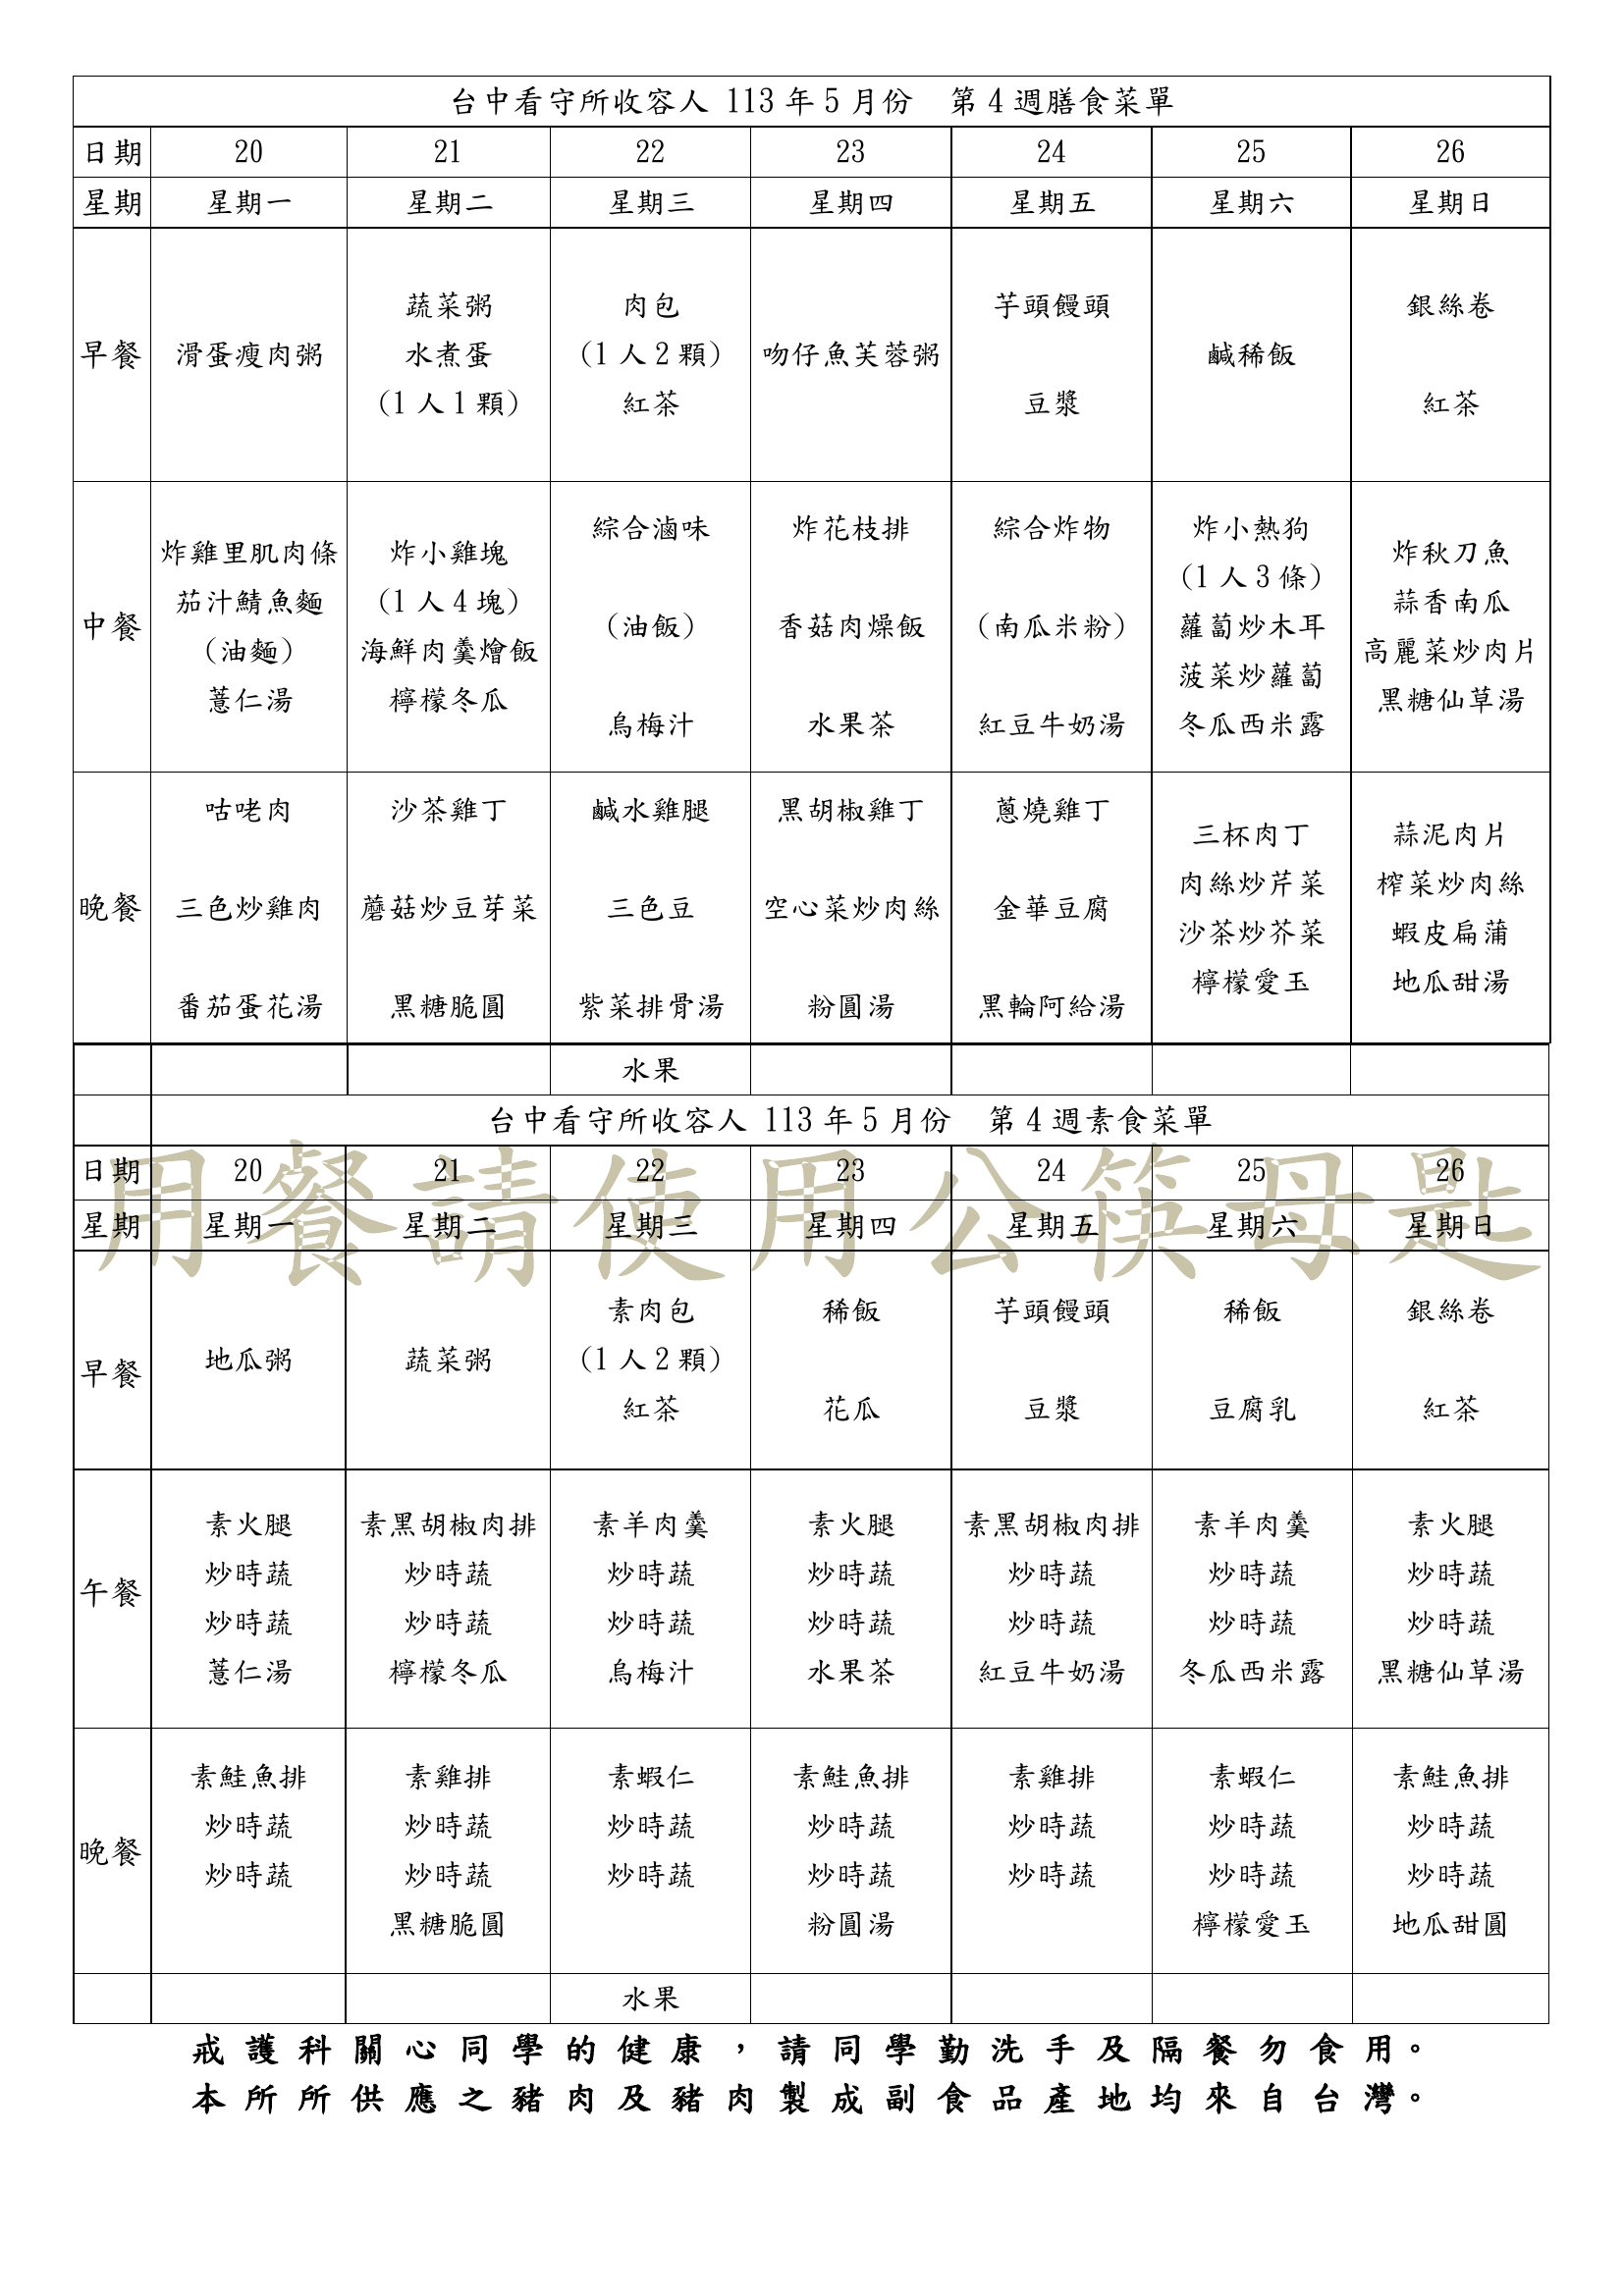 台中看守所收容人 113 年 5 月份　第 4 週膳食菜單
日期 20 21 22 23 24 25 26
星期 星期一 星期二 星期三 星期四 星期五 星期六 星期日
早餐
滑蛋瘦肉粥
蔬菜粥
水煮蛋
(1 人 1 顆)
肉包
(1 人 2 顆)
紅茶
吻仔魚芙蓉粥
芋頭饅頭
豆漿
鹹稀飯
銀絲卷
紅茶
中餐
炸雞里肌肉條
茄汁鯖魚麵
(油麵)
薏仁湯
炸小雞塊
(1 人 4 塊)
海鮮肉羹燴飯
檸檬冬瓜
綜合滷味
(油飯)
烏梅汁
炸花枝排
香菇肉燥飯
水果茶
綜合炸物
(南瓜米粉)
紅豆牛奶湯
炸小熱狗
(1 人 3 條)
蘿蔔炒木耳
菠菜炒蘿蔔
冬瓜西米露
炸秋刀魚
蒜香南瓜
高麗菜炒肉片
黑糖仙草湯
晚餐
咕咾肉
三色炒雞肉
番茄蛋花湯
沙茶雞丁
蘑菇炒豆芽菜
黑糖脆圓
鹹水雞腿
三色豆
紫菜排骨湯
黑胡椒雞丁
空心菜炒肉絲
粉圓湯
蔥燒雞丁
金華豆腐
黑輪阿給湯
三杯肉丁
肉絲炒芹菜
沙茶炒芥菜
檸檬愛玉
蒜泥肉片
榨菜炒肉絲
蝦皮扁蒲
地瓜甜湯
水果
台中看守所收容人 113 年 5 月份　第 4 週素食菜單
用餐請使用公筷母匙
日期 20 21 22 23 24 25 26
星期 星期一 星期二 星期三 星期四 星期五 星期六 星期日
早餐
地瓜粥
蔬菜粥
素肉包
(1 人 2 顆)
紅茶
稀飯
花瓜
芋頭饅頭
豆漿
稀飯
豆腐乳
銀絲卷
紅茶
午餐
素火腿
炒時蔬
炒時蔬
薏仁湯
素黑胡椒肉排
炒時蔬
炒時蔬
檸檬冬瓜
素羊肉羹
炒時蔬
炒時蔬
烏梅汁
素火腿
炒時蔬
炒時蔬
水果茶
素黑胡椒肉排
炒時蔬
炒時蔬
紅豆牛奶湯
素羊肉羹
炒時蔬
炒時蔬
冬瓜西米露
素火腿
炒時蔬
炒時蔬
黑糖仙草湯
晚餐
素鮭魚排
炒時蔬
炒時蔬
素雞排
炒時蔬
炒時蔬
黑糖脆圓
素蝦仁
炒時蔬
炒時蔬
素鮭魚排
炒時蔬
炒時蔬
粉圓湯
素雞排
炒時蔬
炒時蔬
素蝦仁
炒時蔬
炒時蔬
檸檬愛玉
素鮭魚排
炒時蔬
炒時蔬
地瓜甜圓
水果
戒護科關心同學的健康，請同學勤洗手及隔餐勿食用。
本所所供應之豬肉及豬肉製成副食品產地均來自台灣。